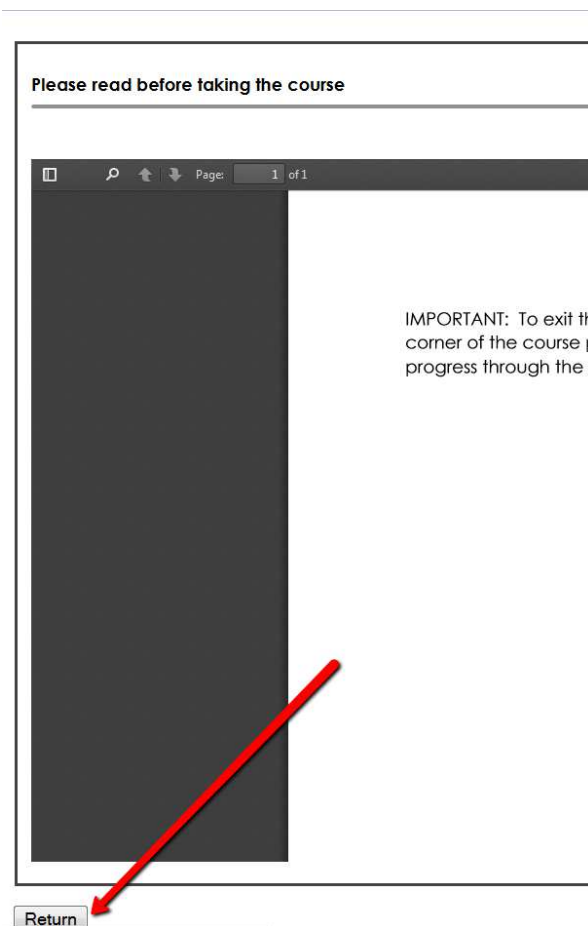 Please read before taking the course
Page: 1 of 1
IMPORTANT: To exit th
corner of the course
progress through the
Return